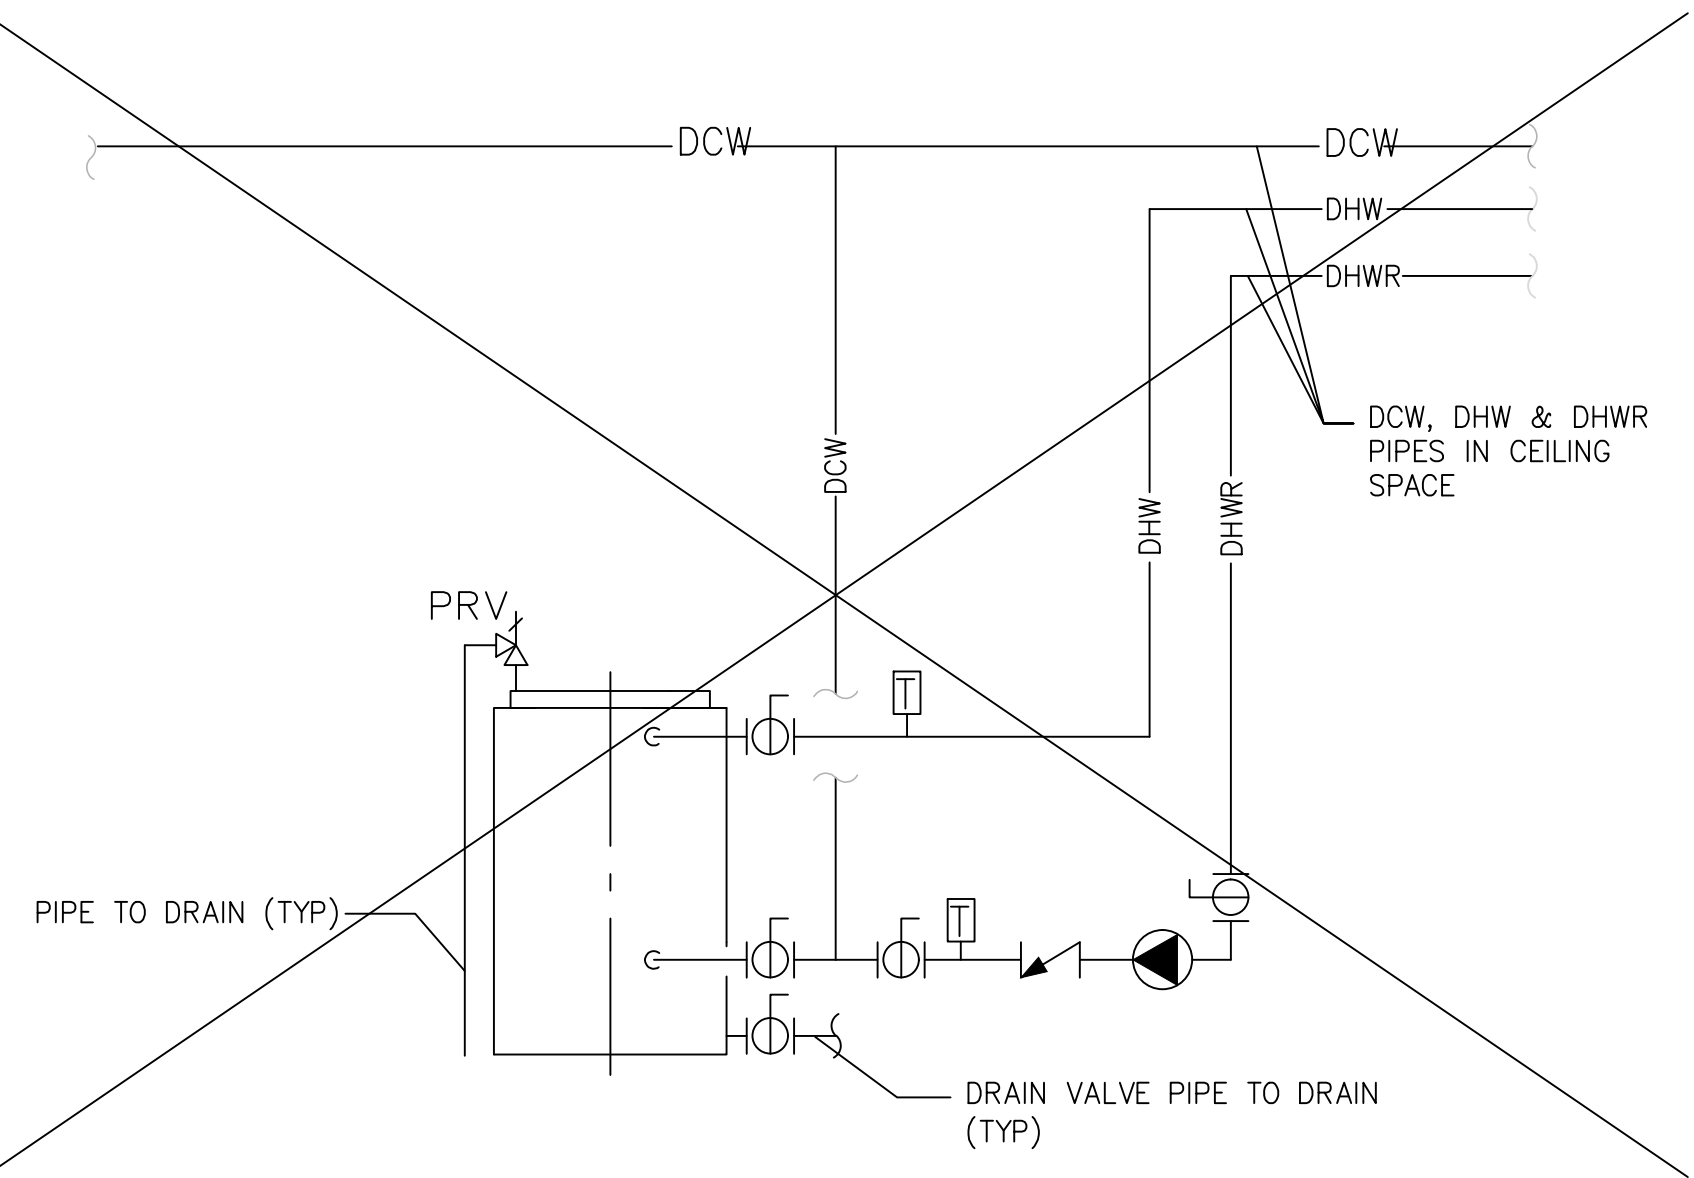 DCW
DCW
DHW
DHWR
DCW, DHW & DHWR
PIPES IN CEILING
SPACE
DCW
DHW
DHWR
PRV
T
PIPE TO DRAIN (TYP)
T
DRAIN VALVE PIPE TO DRAIN
(TYP)